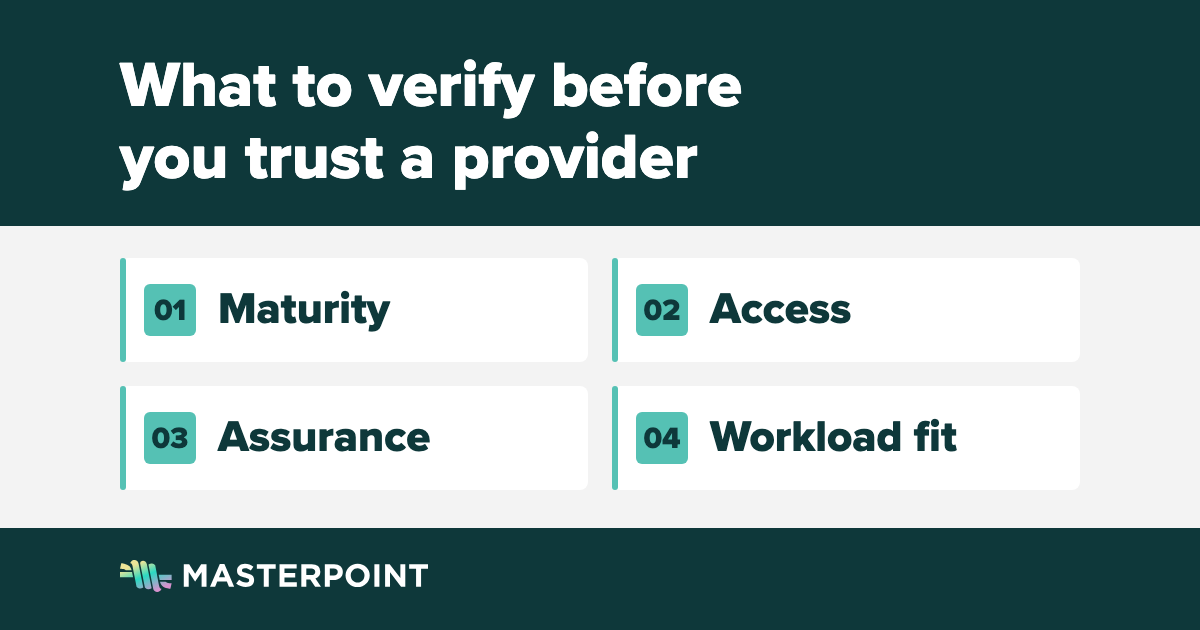 What to verify before
you trust a provider
01 Maturity
02 Access
03 Assurance
04 Workload fit
MASTERPOINT